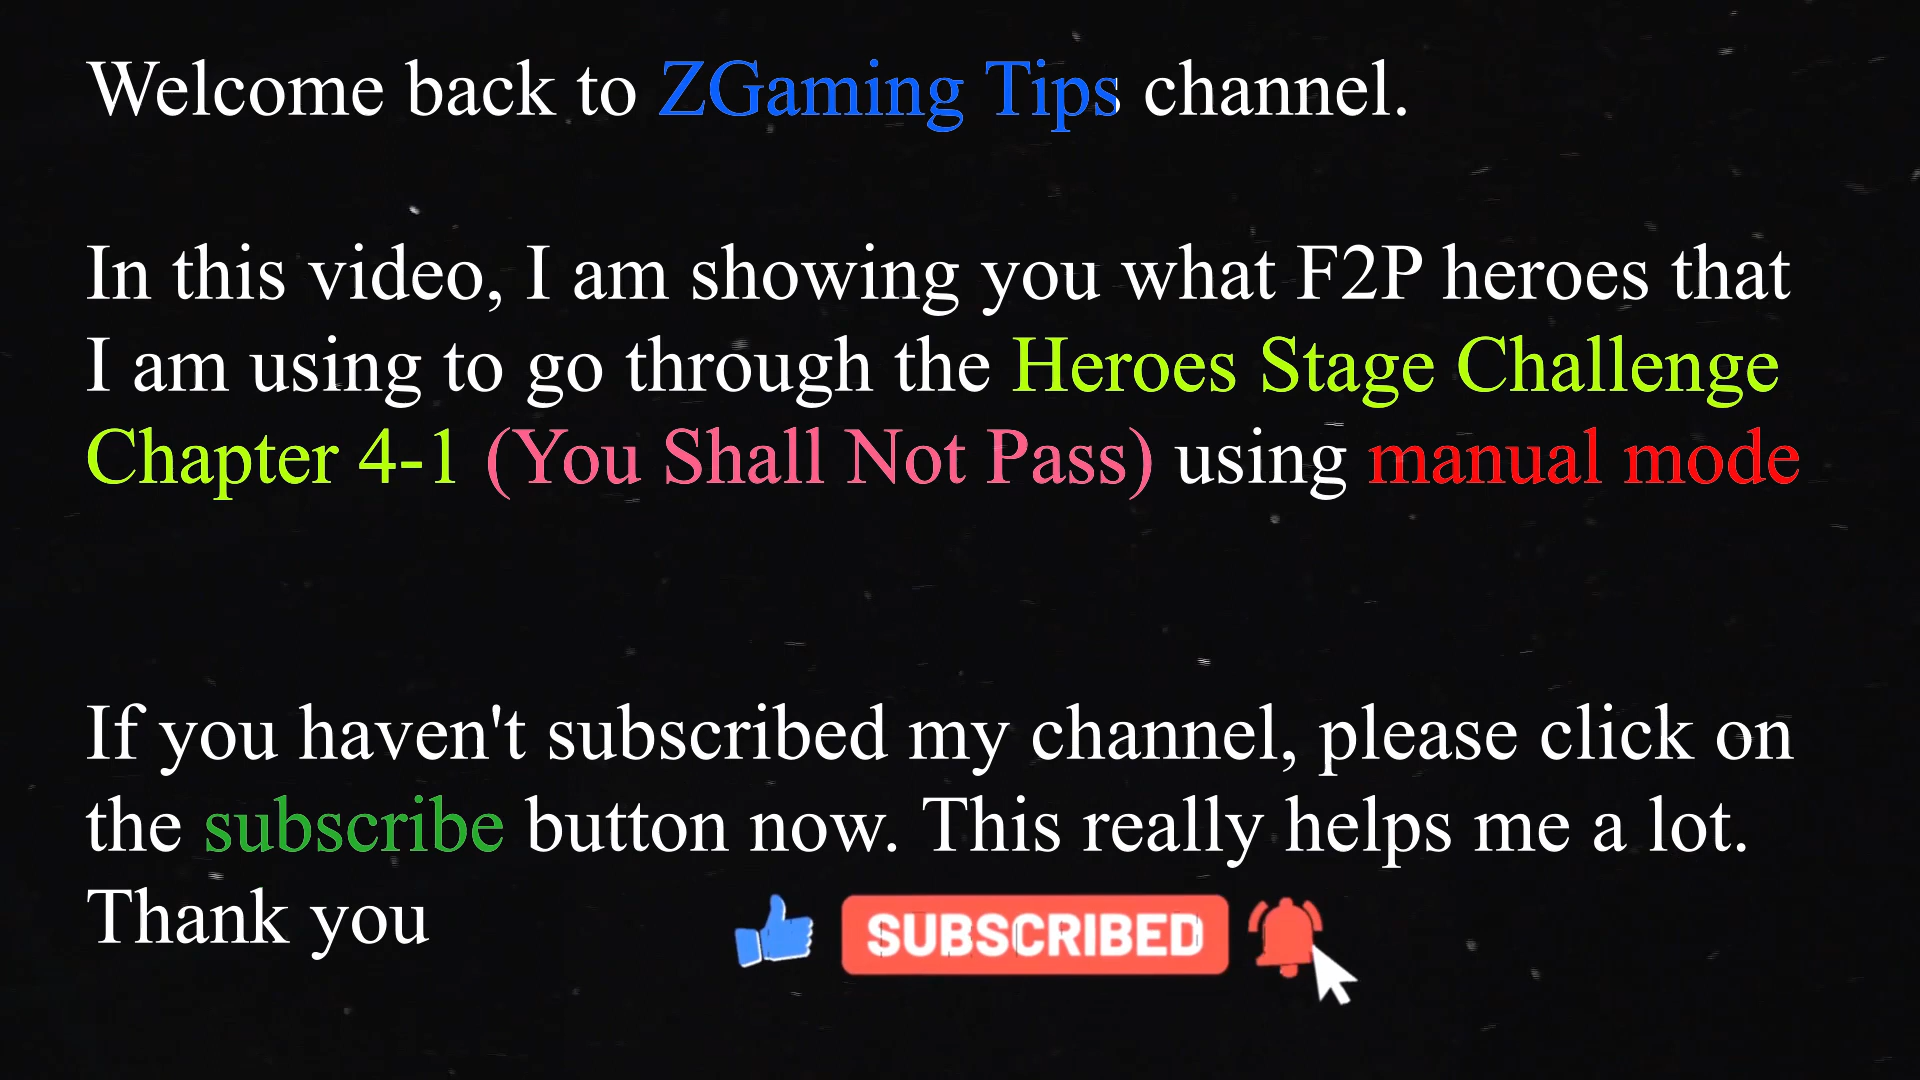 Welcome back to ZGaming Tips channel.
In this video, I am showing you what F2P heroes that
I am using to go through the Heroes Stage Challenge
Chapter 4-1 (You Shall Not Pass) using manual mode
If you haven't subscribed my channel, please click on
the subscribe button now. This really helps me a lot.
Thank you
SUBSCRIBED